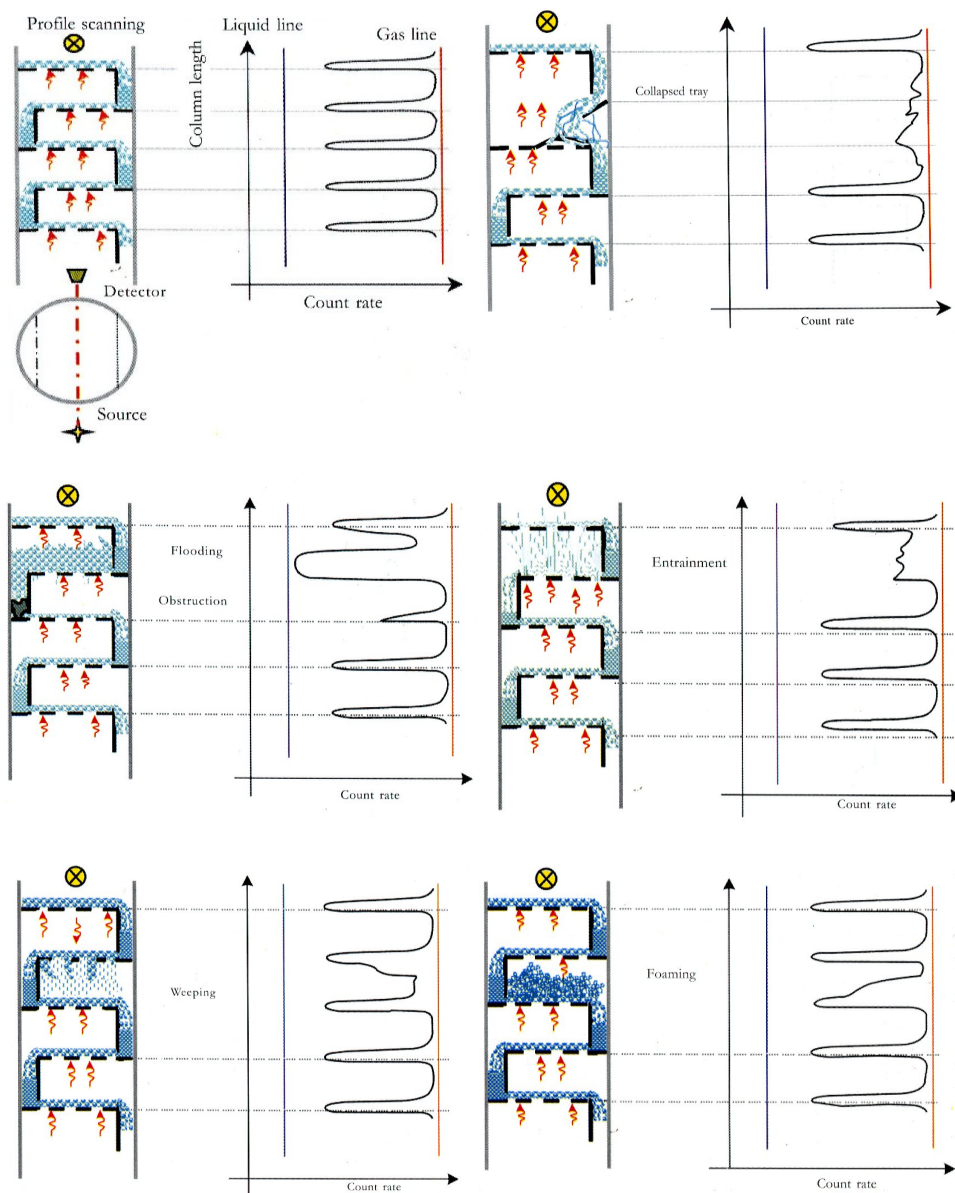 Profile scanning
Liquid line
Gas line
Column length
Count rate
Detector
Source
Collapsed tray
Count rate
Flooding
Obstruction
Count rate
Entrainment
Count rate
Weeping
Count rate
Foaming
Count rate